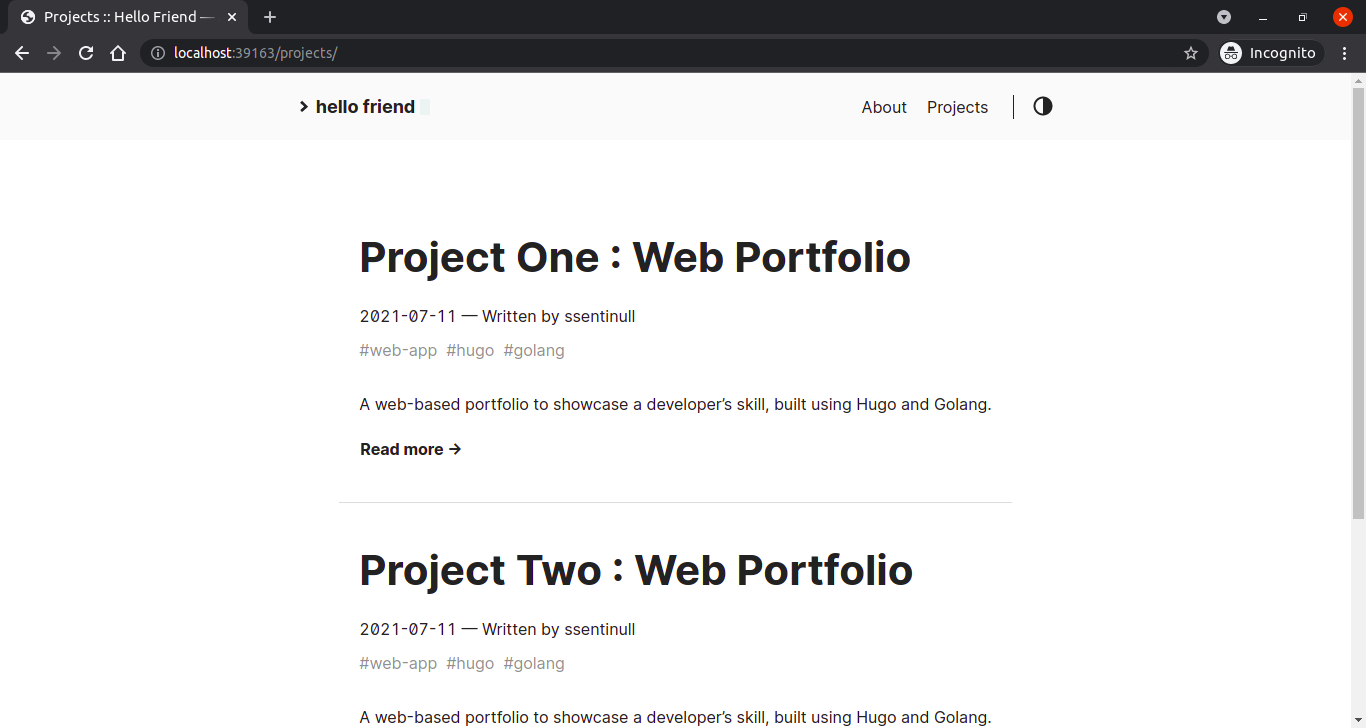 Projects :: Hello Friend —
localhost:39163/projects/
Incognito
hello friend
About Projects
Project One : Web Portfolio
2021-07-11 — Written by ssentinull
#web-app #hugo #golang
A web-based portfolio to showcase a developer’s skill, built using Hugo and Golang.
Read more →
Project Two : Web Portfolio
2021-07-11 — Written by ssentinull
#web-app #hugo #golang
A web-based portfolio to showcase a developer’s skill, built using Hugo and Golang.